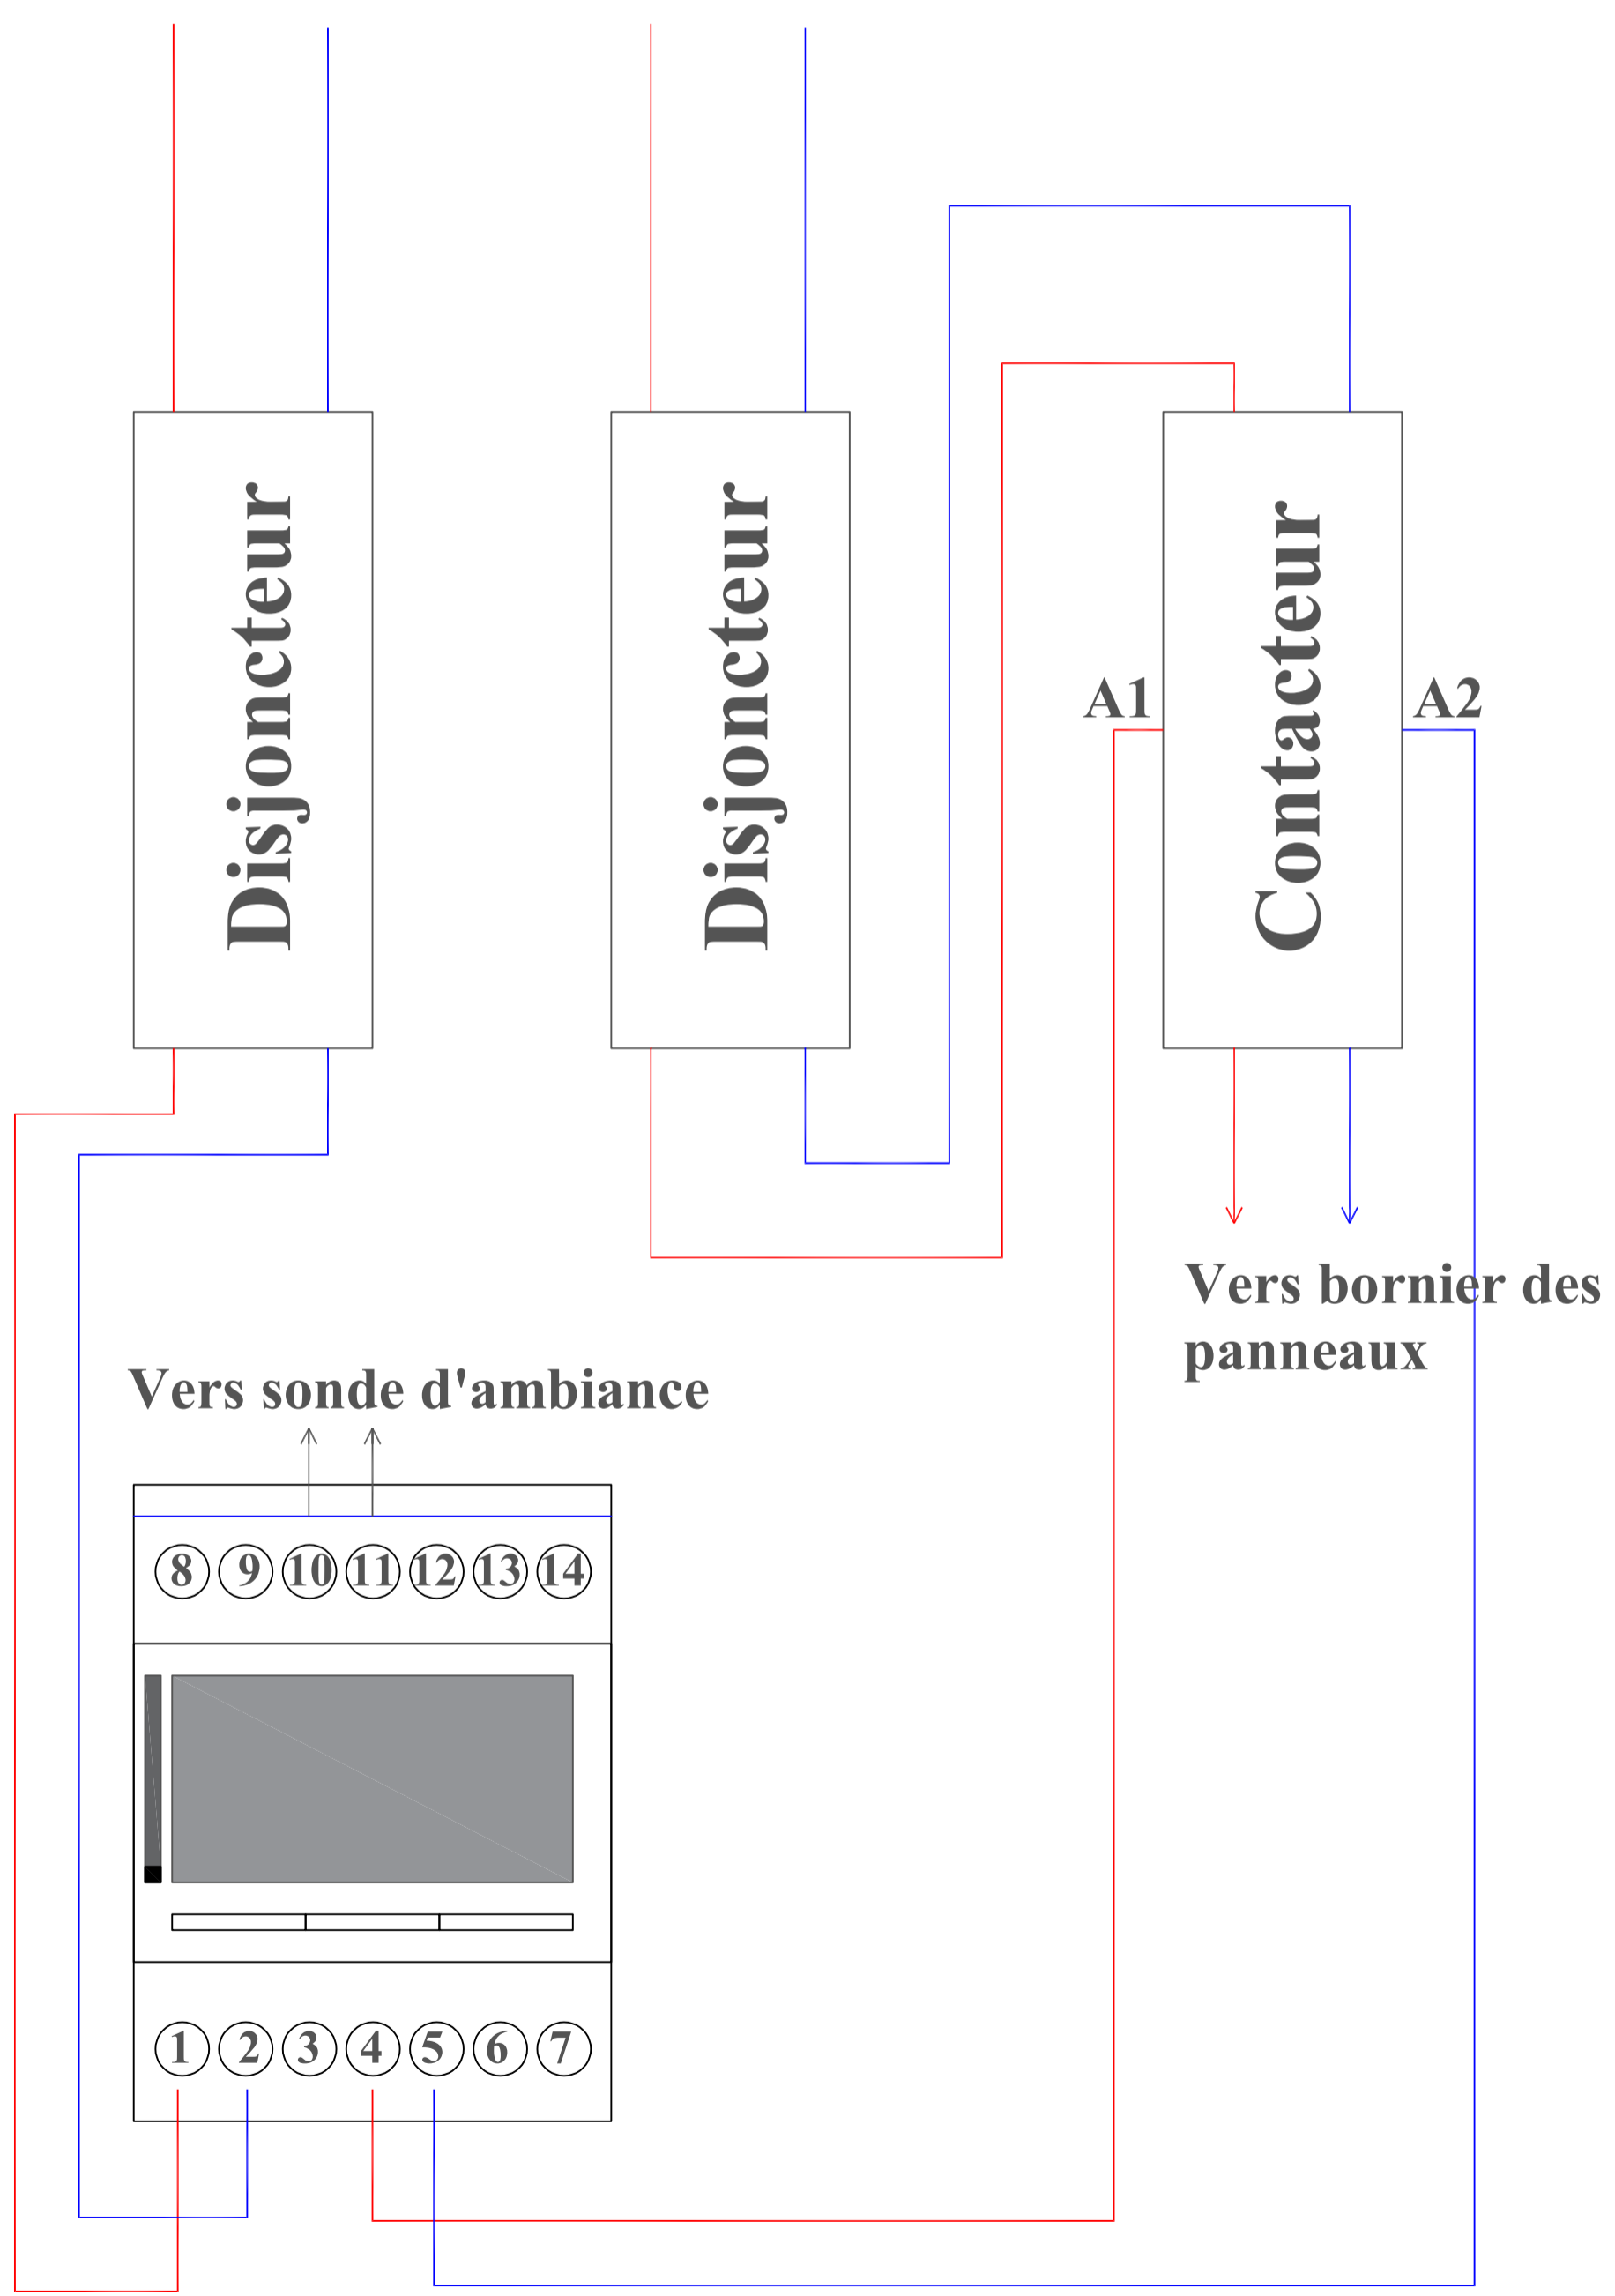 Disjoncteur
Disjoncteur
Contacteur
A1
A2
Vers bornier des
panneaux
Vers sonde d'ambiance
8 9 10 11 12 13 14
1 2 3 4 5 6 7